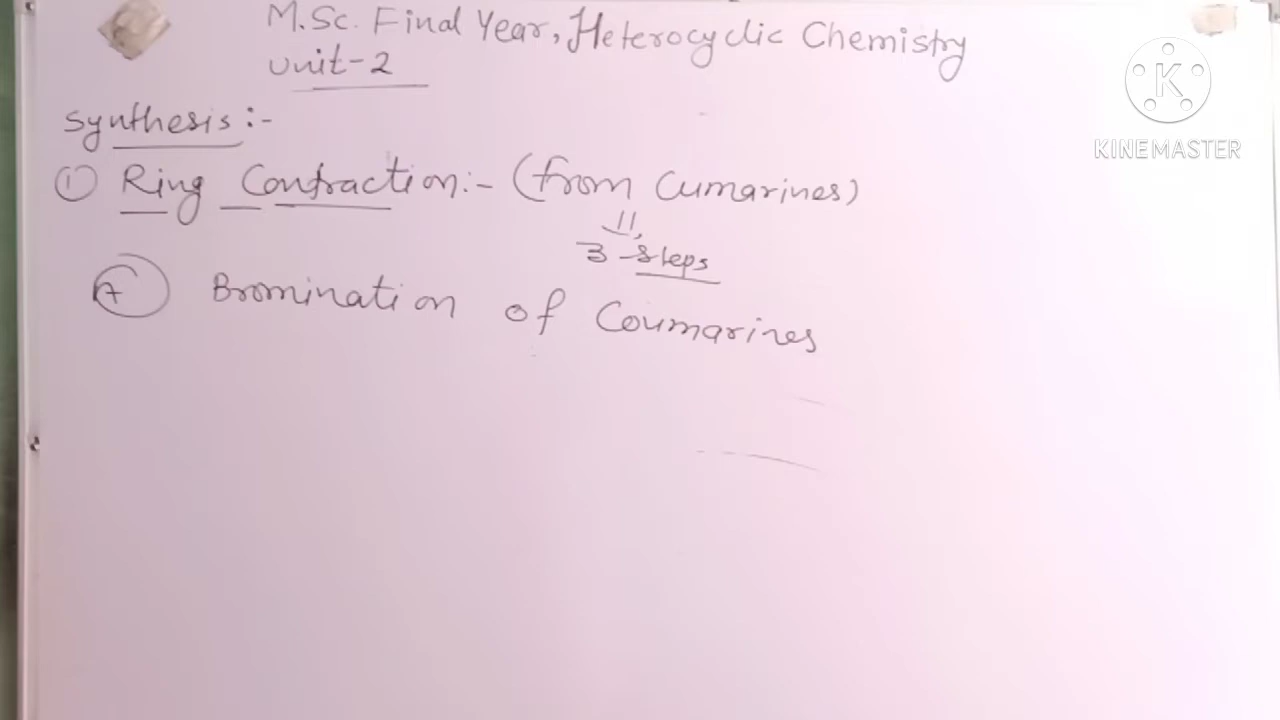 M.Sc. Final Year, Heterocyclic Chemistry
Unit-2
K
KINEMASTER
Synthesis:-
① Ring Contraction:- (from Cumarines)
3-steps
A Bromination of Coumarines